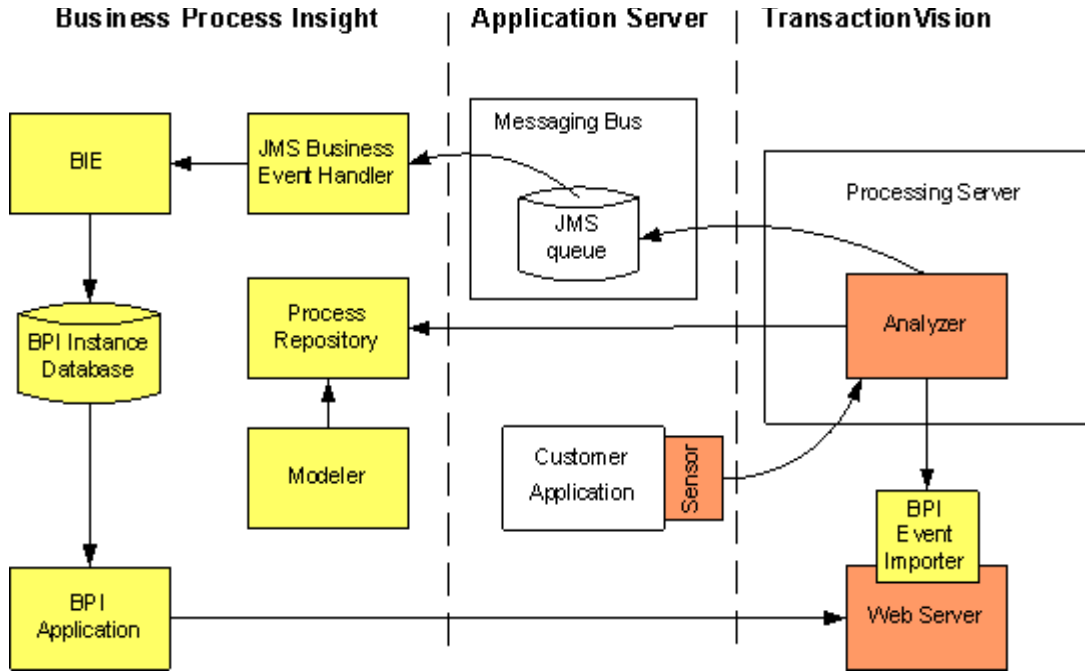 Business Process Insight
Application Server
TransactionVision
Messaging Bus
BIE
JMS Business
Event Handler
Processing Server
JMS
queue
Process
Repository
Analyzer
BPI Instance
Database
Customer
Application
Sensor
Modeler
BPI
Event
Importer
BPI
Application
Web Server